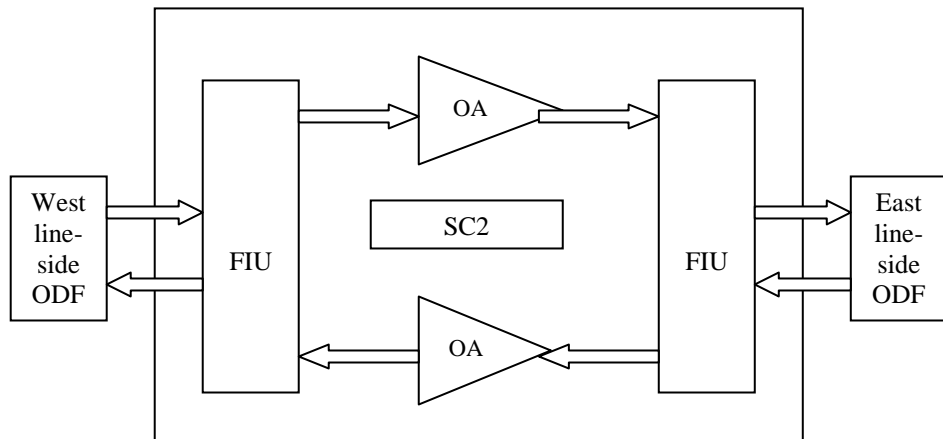 OA
West
line-
side
ODF
FIU
SC2
FIU
East
line-
side
ODF
OA